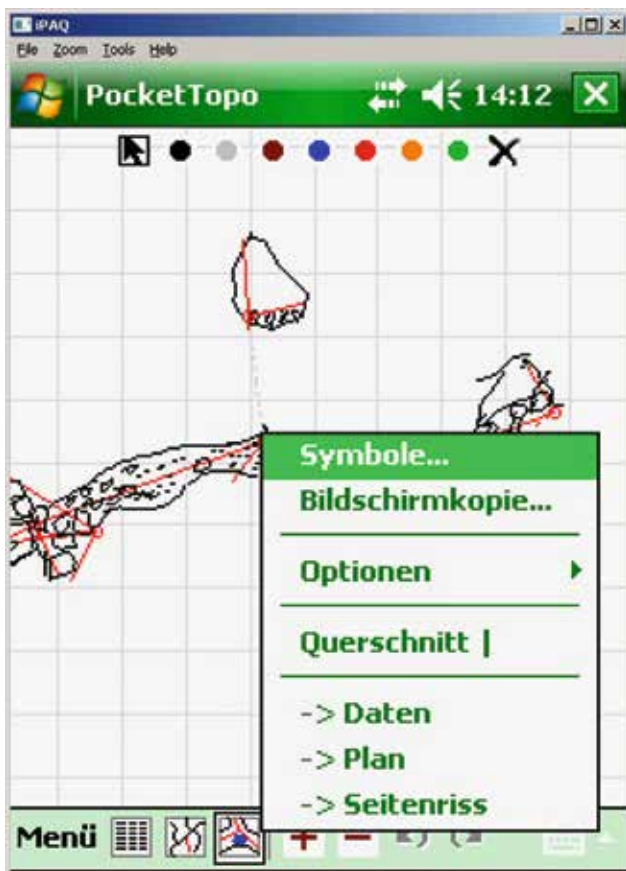 iPAQ
File Zoom Tools Help
PocketTopo 14:12
Symbole...
Bildschirmkopie...
Optionen
Querschnitt |
-> Daten
-> Plan
-> Seitenriss
Menü